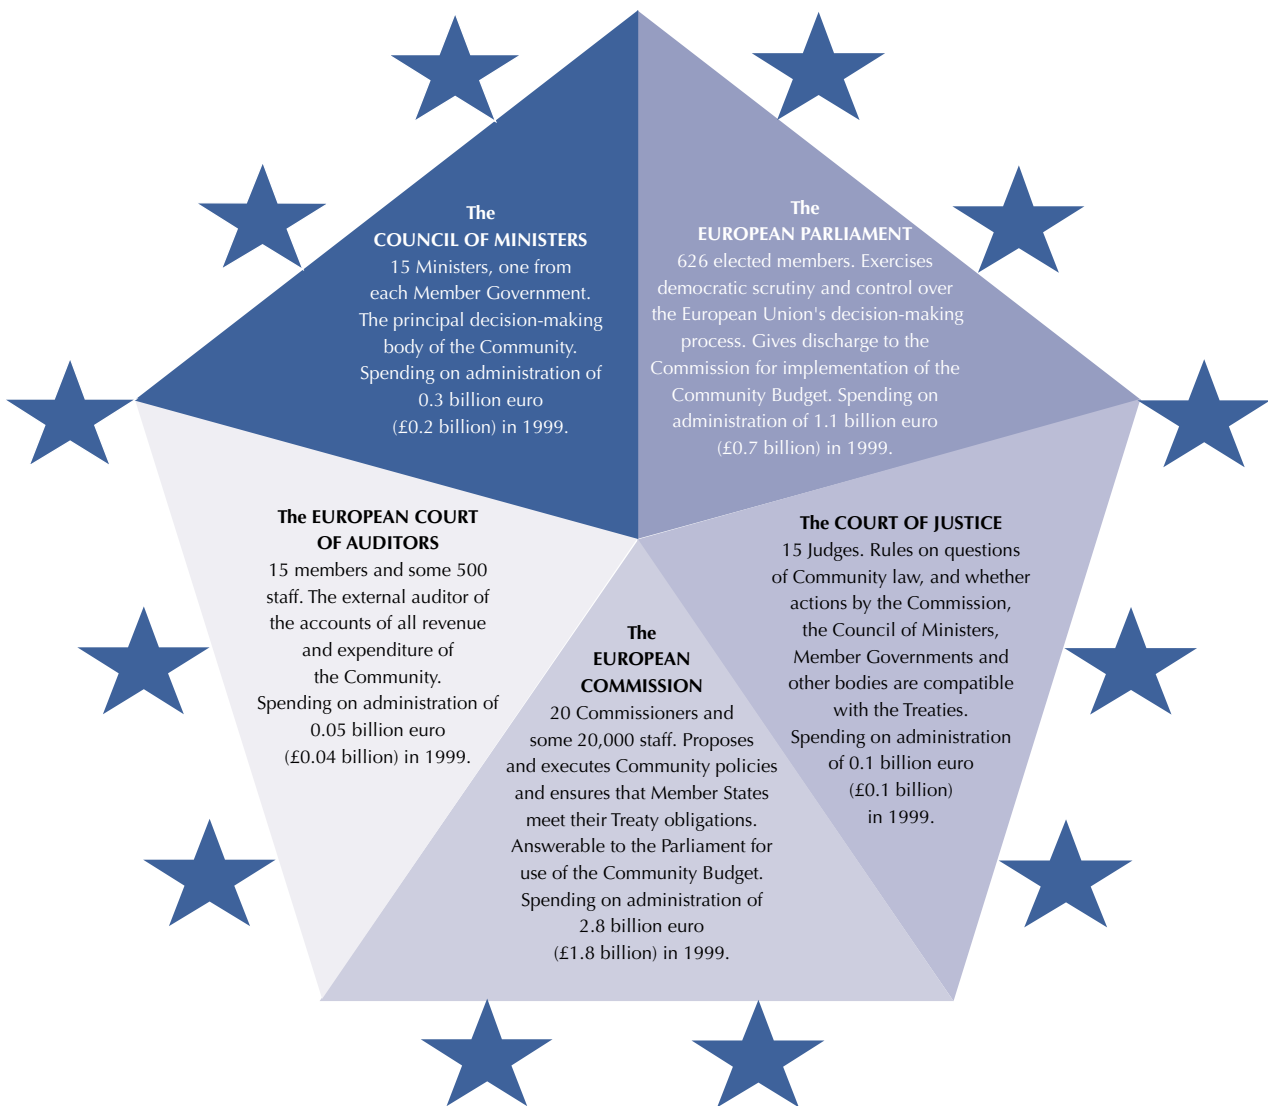 The
COUNCIL OF MINISTERS
15 Ministers, one from
each Member Government.
The principal decision-making
body of the Community.
Spending on administration of
0.3 billion euro
(£0.2 billion) in 1999.
The
EUROPEAN PARLIAMENT
626 elected members. Exercises
democratic scrutiny and control over
the European Union's decision-making
process. Gives discharge to the
Commission for implementation of the
Community Budget. Spending on
administration of 1.1 billion euro
(£0.7 billion) in 1999.
The EUROPEAN COURT
OF AUDITORS
15 members and some 500
staff. The external auditor of
the accounts of all revenue
and expenditure of
the Community.
Spending on administration of
0.05 billion euro
(£0.04 billion) in 1999.
The
EUROPEAN
COMMISSION
20 Commissioners and
some 20,000 staff. Proposes
and executes Community policies
and ensures that Member States
meet their Treaty obligations.
Answerable to the Parliament for
use of the Community Budget.
Spending on administration of
2.8 billion euro
(£1.8 billion) in 1999.
The COURT OF JUSTICE
15 Judges. Rules on questions
of Community law, and whether
actions by the Commission,
the Council of Ministers,
Member Governments and
other bodies are compatible
with the Treaties.
Spending on administration
of 0.1 billion euro
(£0.1 billion)
in 1999.